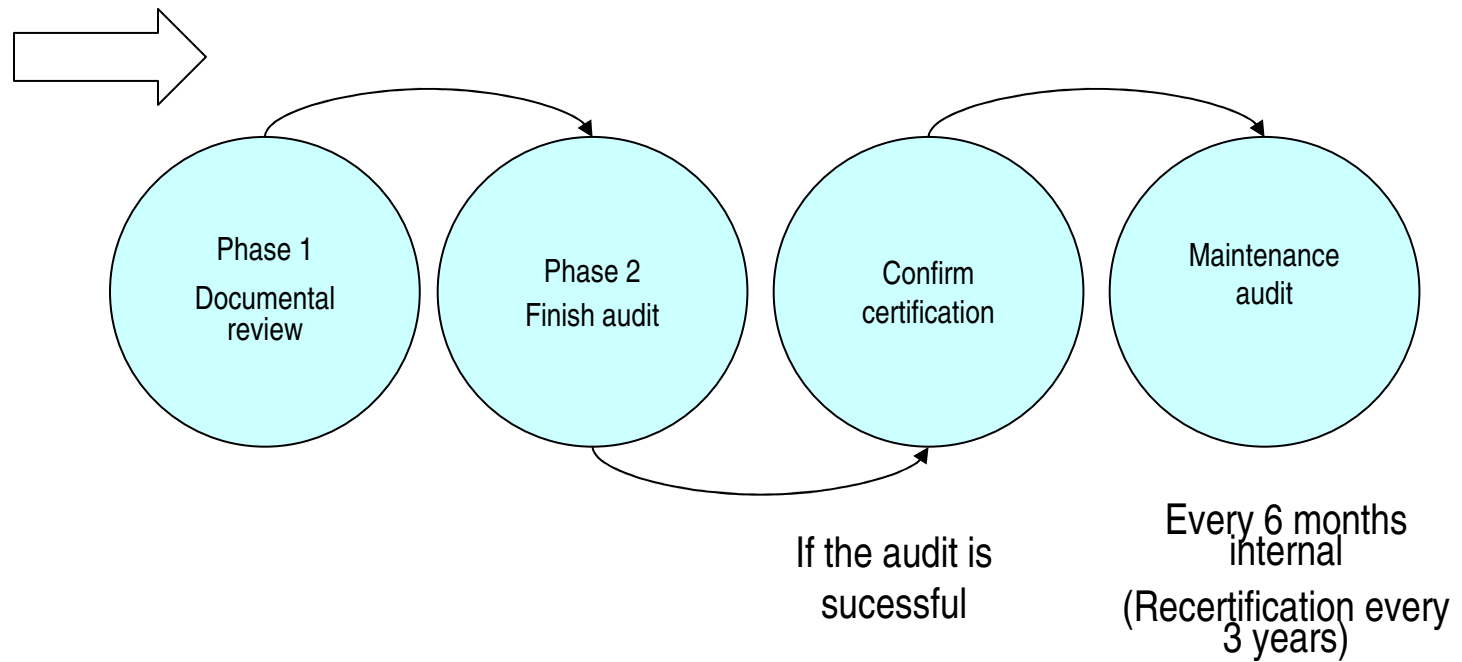 Phase 1
Documental
review
Phase 2
Finish audit
Confirm
certification
Maintenance
audit
If the audit is
sucessful
Every 6 months
internal
(Recertification every
3 years)